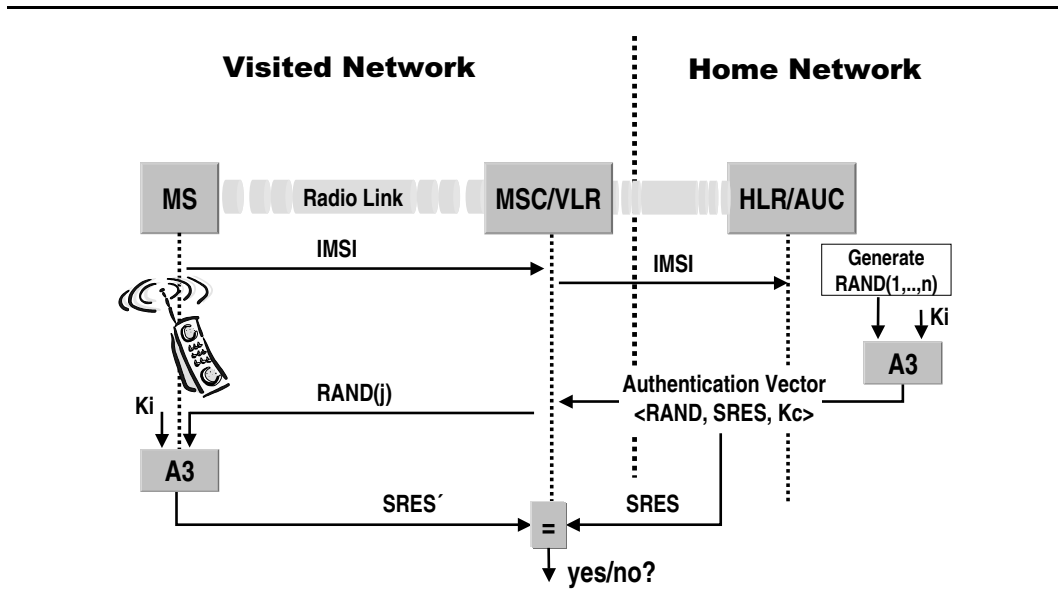 Visited Network
Home Network
MS
Radio Link
MSC/VLR
HLR/AUC
IMSI
IMSI
Generate
RAND(1,..,n)
Ki
A3
Authentication Vector
<RAND, SRES, Kc>
RAND(j)
Ki
A3
SRES´
SRES
=
yes/no?